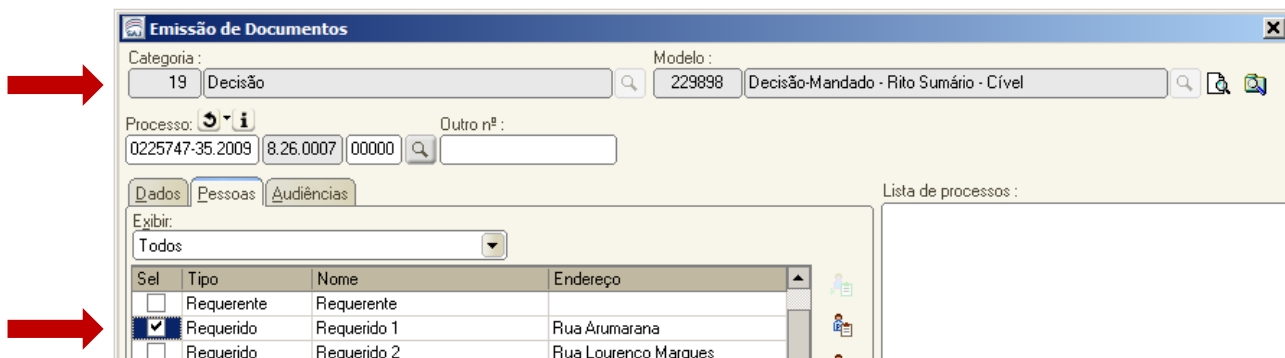 Emissão de Documentos
Categoria : Modelo :
19 Decisão 229898 Decisão-Mandado - Rito Sumário - Cível
Processo: Outro nº :
0225747-35.2009 8.26.0007 00000
Dados Pessoas Audiências Lista de processos :
Exibir:
Todos
Sel Tipo Nome Endereço
Requerente Requerente
Requerido Requerido 1 Rua Arumarana
Requerido Requerido 2 Rua Lourenço Marques